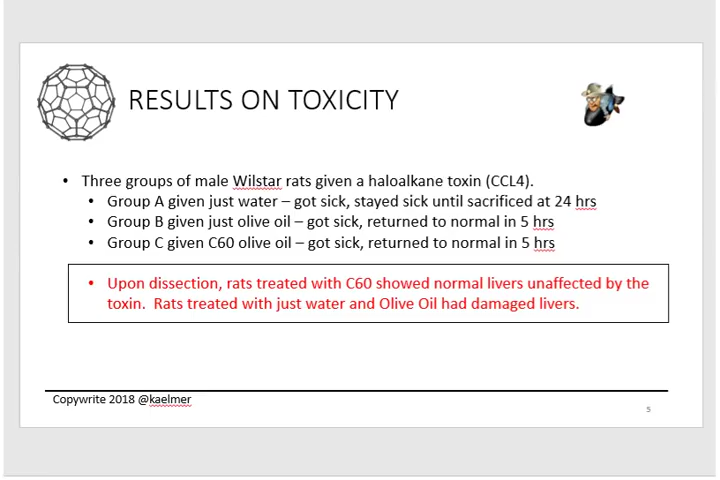 RESULTS ON TOXICITY
• Three groups of male Wilstar rats given a haloalkane toxin (CCL4).
• Group A given just water – got sick, stayed sick until sacrificed at 24 hrs
• Group B given just olive oil – got sick, returned to normal in 5 hrs
• Group C given C60 olive oil – got sick, returned to normal in 5 hrs
• Upon dissection, rats treated with C60 showed normal livers unaffected by the
toxin.  Rats treated with just water and Olive Oil had damaged livers.
Copywrite 2018 @kaelmer
5